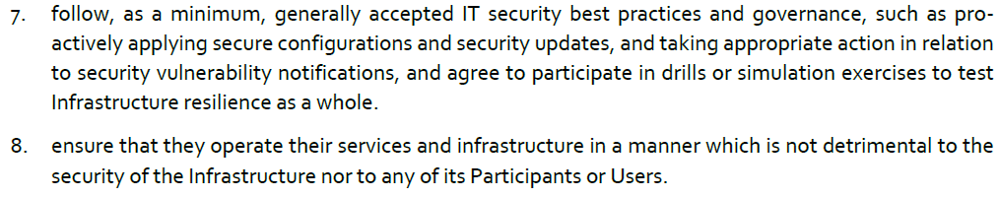 7. follow, as a minimum, generally accepted IT security best practices and governance, such as pro-
actively applying secure configurations and security updates, and taking appropriate action in relation
to security vulnerability notifications, and agree to participate in drills or simulation exercises to test
Infrastructure resilience as a whole.
8. ensure that they operate their services and infrastructure in a manner which is not detrimental to the
security of the Infrastructure nor to any of its Participants or Users.